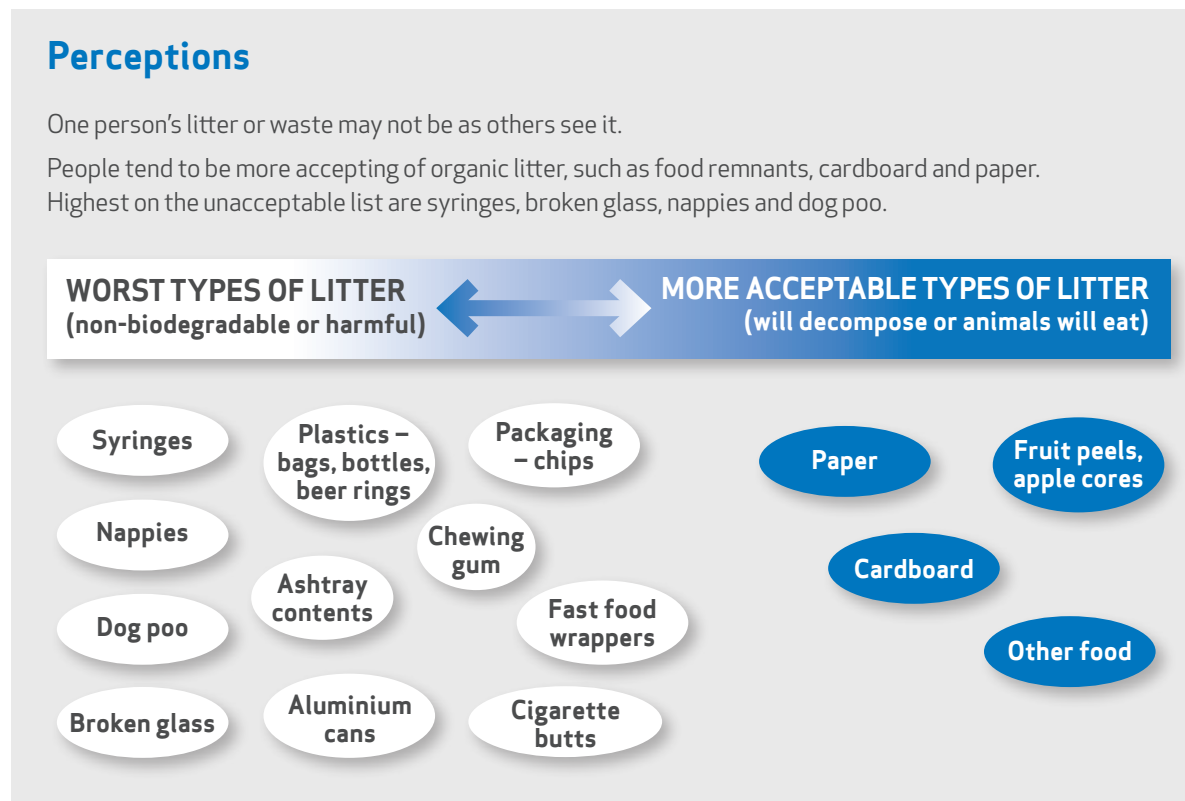 Perceptions
One person's litter or waste may not be as others see it.
People tend to be more accepting of organic litter, such as food remnants, cardboard and paper.
Highest on the unacceptable list are syringes, broken glass, nappies and dog poo.
WORST TYPES OF LITTER
(non-biodegradable or harmful)
MORE ACCEPTABLE TYPES OF LITTER
(will decompose or animals will eat)
Syringes
Nappies
Dog poo
Broken glass
Plastics –
bags, bottles,
beer rings
Ashtray
contents
Aluminium
cans
Packaging
– chips
Chewing
gum
Fast food
wrappers
Cigarette
butts
Paper
Cardboard
Fruit peels,
apple cores
Other food